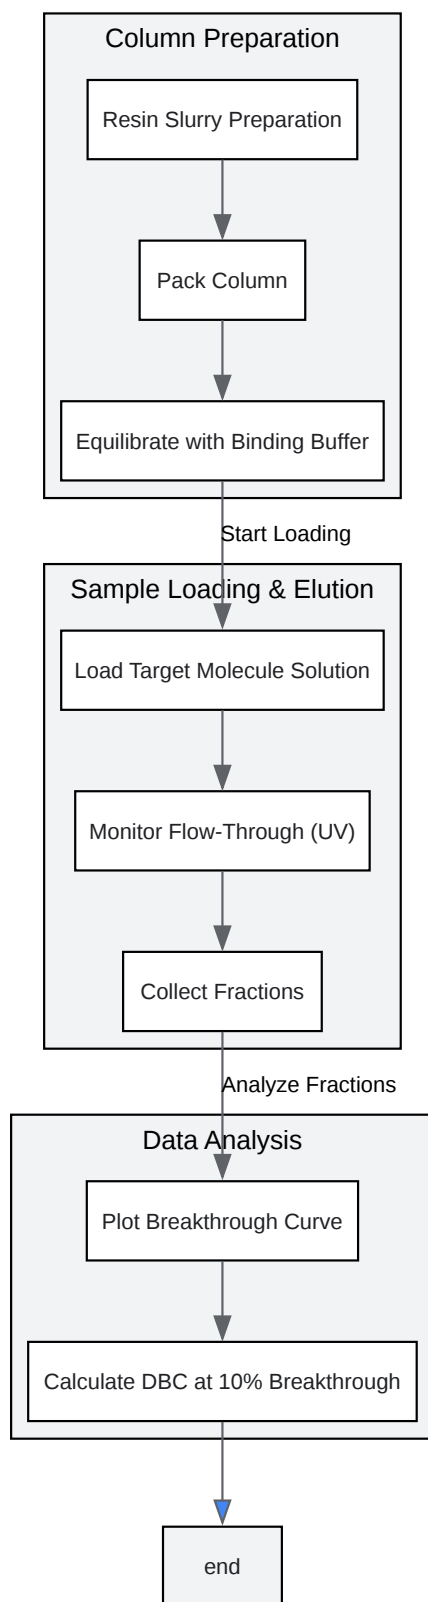 Column Preparation
Resin Slurry Preparation
Pack Column
Equilibrate with Binding Buffer
Start Loading
Sample Loading & Elution
Load Target Molecule Solution
Monitor Flow-Through (UV)
Collect Fractions
Analyze Fractions
Data Analysis
Plot Breakthrough Curve
Calculate DBC at 10% Breakthrough
end